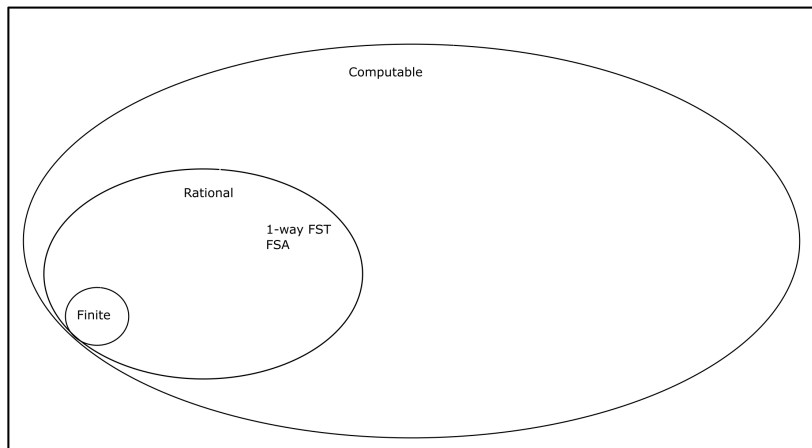 Computable
Rational
1-way FST
FSA
Finite